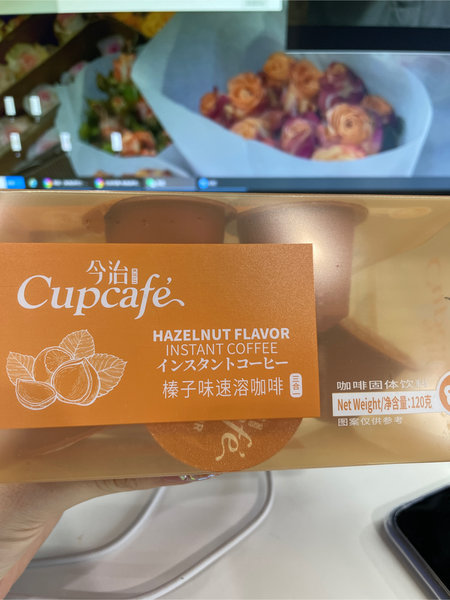 今治
Cupcafé
HAZELNUT FLAVOR
INSTANT COFFEE
インスタントコーヒー
榛子味速溶咖啡 三合一
咖啡固体饮料
Net Weight/净含量:120克
图案仅供参考